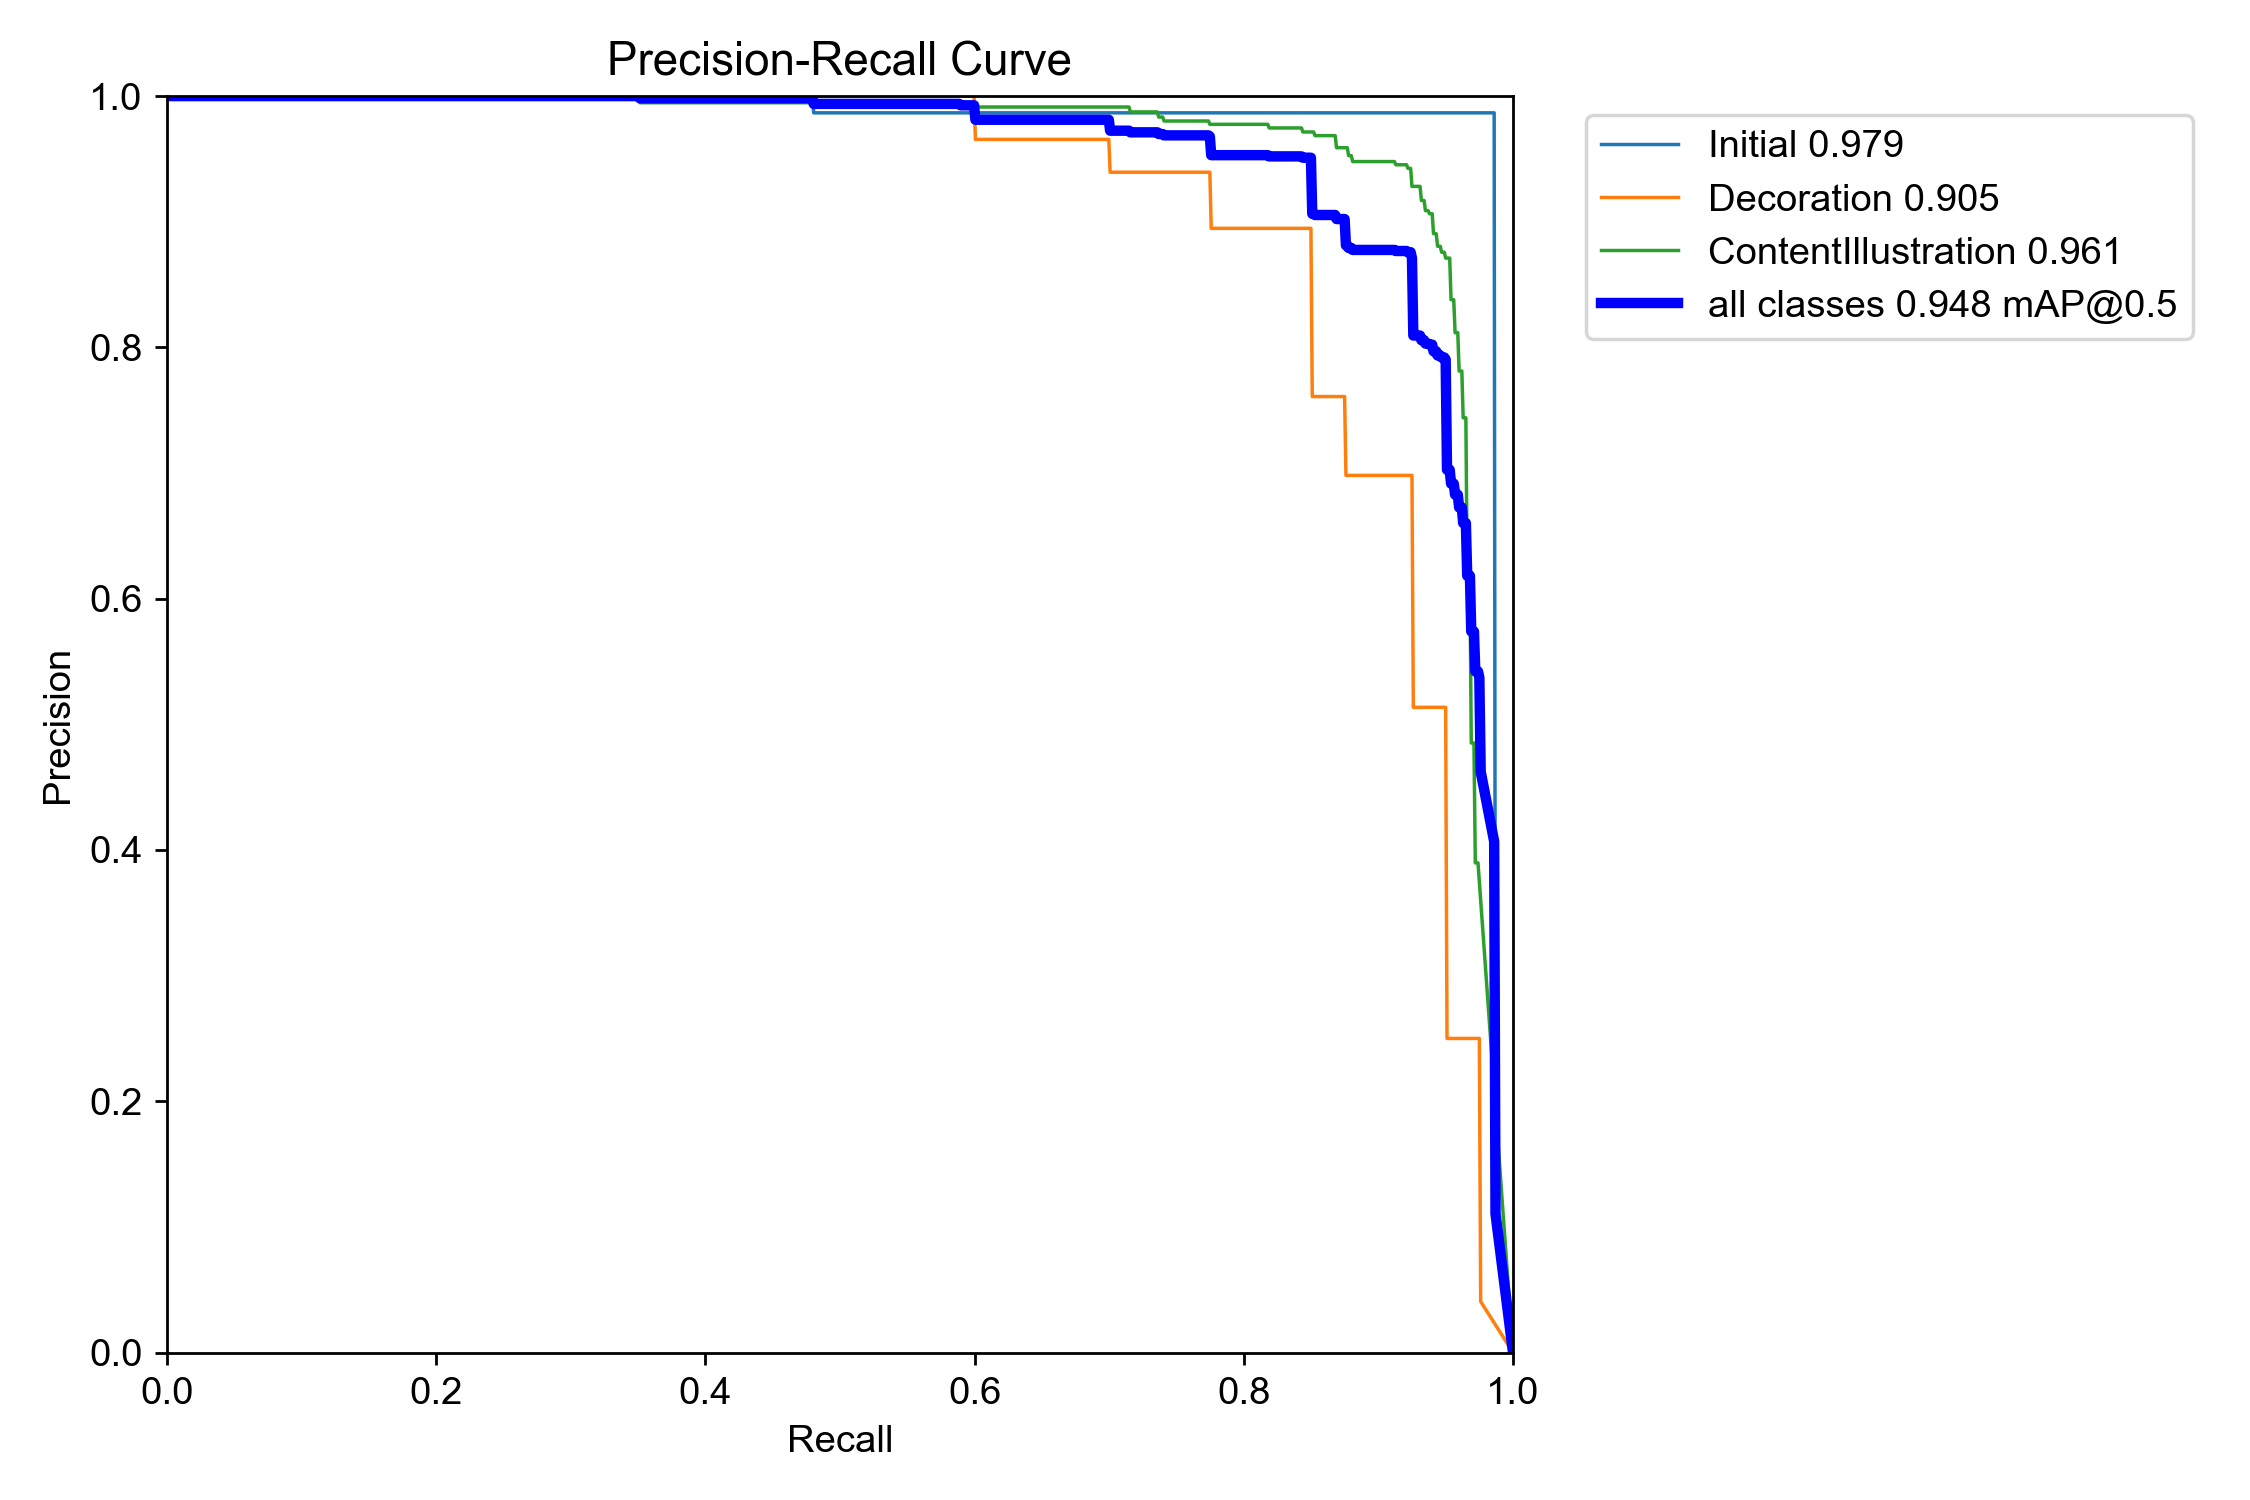 Precision-Recall Curve
1.0
0.8
0.6
0.4
0.2
0.0
Precision
0.0 0.2 0.4 0.6 0.8 1.0
Recall
Initial 0.979
Decoration 0.905
ContentIllustration 0.961
all classes 0.948 mAP@0.5